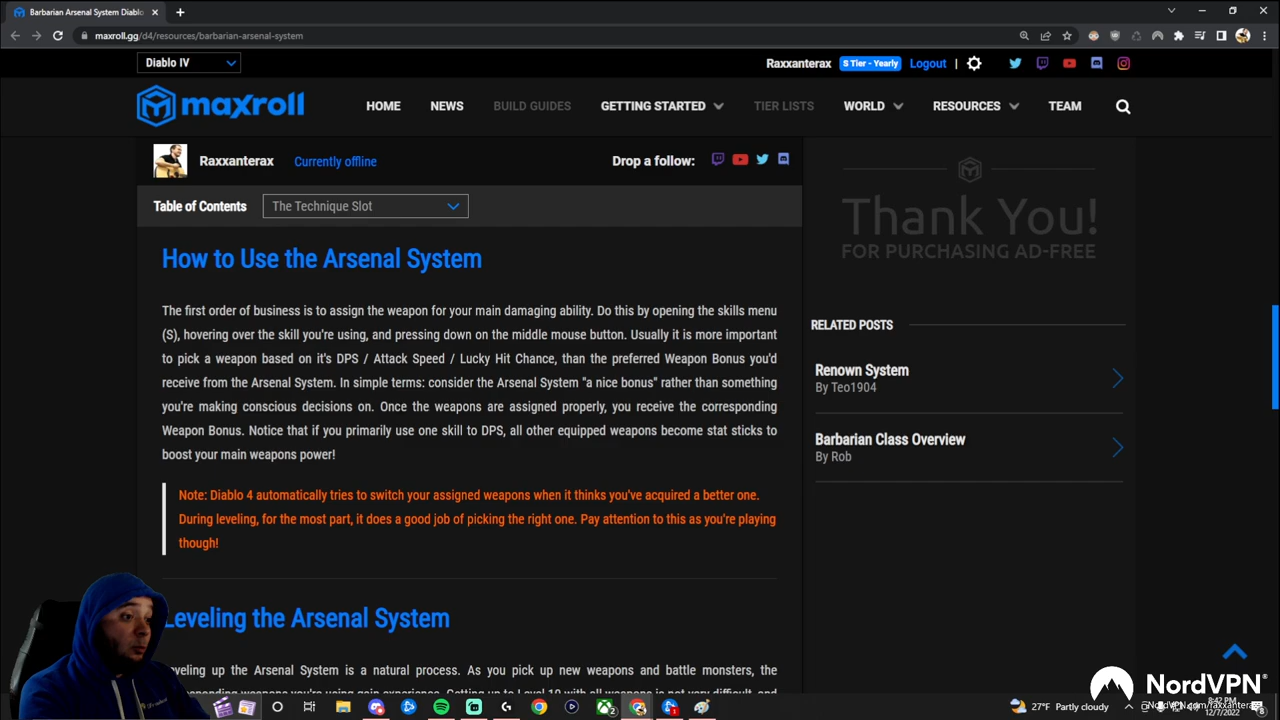 Barbarian Arsenal System Diablo
maxroll.gg/d4/resources/barbarian-arsenal-system
Diablo IV
Raxxanterax S Tier - Yearly Logout |
maxroll HOME NEWS BUILD GUIDES GETTING STARTED TIER LISTS WORLD RESOURCES TEAM
Raxxanterax Currently offline Drop a follow:
Table of Contents The Technique Slot
Thank You!
FOR PURCHASING AD-FREE
How to Use the Arsenal System
The first order of business is to assign the weapon for your main damaging ability. Do this by opening the skills menu
(S), hovering over the skill you're using, and pressing down on the middle mouse button. Usually it is more important
to pick a weapon based on it's DPS / Attack Speed / Lucky Hit Chance, than the preferred Weapon Bonus you'd
receive from the Arsenal System. In simple terms: consider the Arsenal System "a nice bonus" rather than something
you're making conscious decisions on. Once the weapons are assigned properly, you receive the corresponding
Weapon Bonus. Notice that if you primarily use one skill to DPS, all other equipped weapons become stat sticks to
boost your main weapons power!
Note: Diablo 4 automatically tries to switch your assigned weapons when it thinks you've acquired a better one.
During leveling, for the most part, it does a good job of picking the right one. Pay attention to this as you're playing
though!
RELATED POSTS
Renown System
By Teo1904
Barbarian Class Overview
By Rob
Leveling the Arsenal System
up the Arsenal System is a natural process. As you pick up new weapons and battle monsters, the
weapons you're using gain experience. Getting up to Level 10 with all weapons is not very difficult, and
NordVPN®
27°F Partly cloudy
8:42 PM
12/7/2022